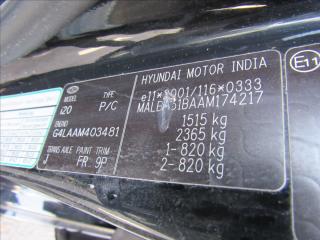 HYUNDAI MOTOR INDIA
MODEL TYPE
i20 P/C
e11*2001/116*0333
ENGINE
G4LAAM403481
1515 kg
2365 kg
TRANS AXLE PAINT TRIM
1- 820 kg
J FR 9P
2- 820 kg
E11